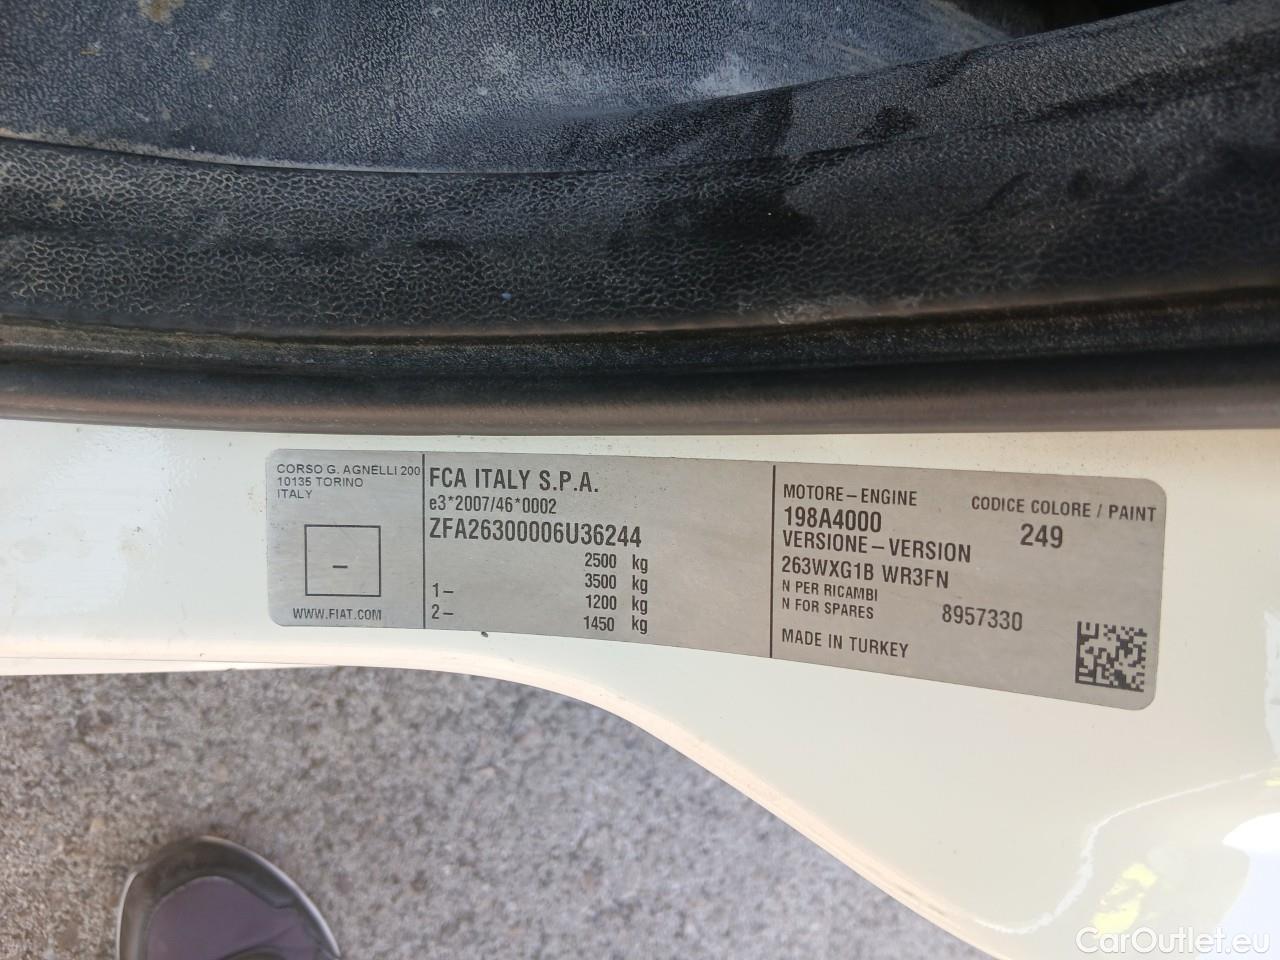 CORSO G. AGNELLI 200
10135 TORINO
ITALY
–
WWW.FIAT.COM
FCA ITALY S.P.A.
e3*2007/46*0002
ZFA26300006U36244
2500 kg
3500 kg
1– 1200 kg
2– 1450 kg
MOTORE–ENGINE
198A4000
VERSIONE–VERSION
263WXG1B WR3FN
N PER RICAMBI
N FOR SPARES 8957330
MADE IN TURKEY
CODICE COLORE / PAINT
249
CarOutlet.eu